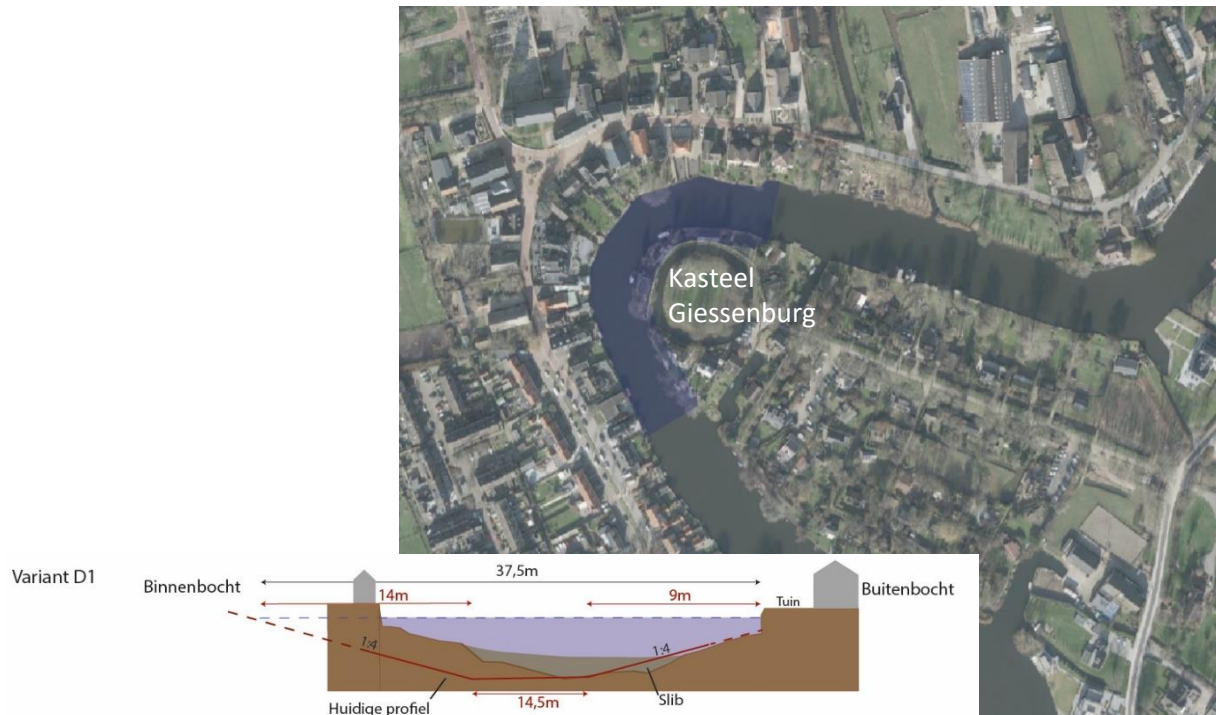 Kasteel
Giessenburg
Variant D1
Binnenbocht
37,5m
14m
9m
Tuin
Buitenbocht
1:4
1:4
Huidige profiel
14,5m
Slib